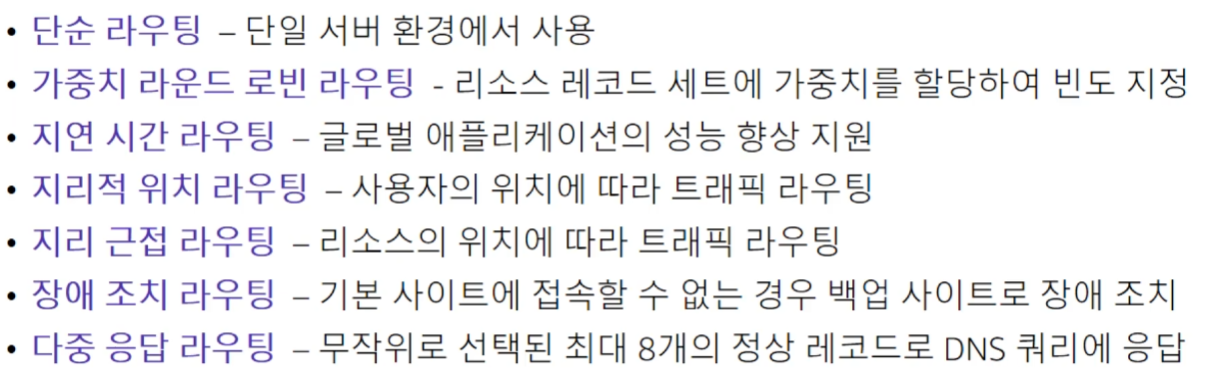 • 단순 라우팅 – 단일 서버 환경에서 사용
• 가중치 라운드 로빈 라우팅 - 리소스 레코드 세트에 가중치를 할당하여 빈도 지정
• 지연 시간 라우팅 – 글로벌 애플리케이션의 성능 향상 지원
• 지리적 위치 라우팅 – 사용자의 위치에 따라 트래픽 라우팅
• 지리 근접 라우팅 – 리소스의 위치에 따라 트래픽 라우팅
• 장애 조치 라우팅 – 기본 사이트에 접속할 수 없는 경우 백업 사이트로 장애 조치
• 다중 응답 라우팅 – 무작위로 선택된 최대 8개의 정상 레코드로 DNS 쿼리에 응답